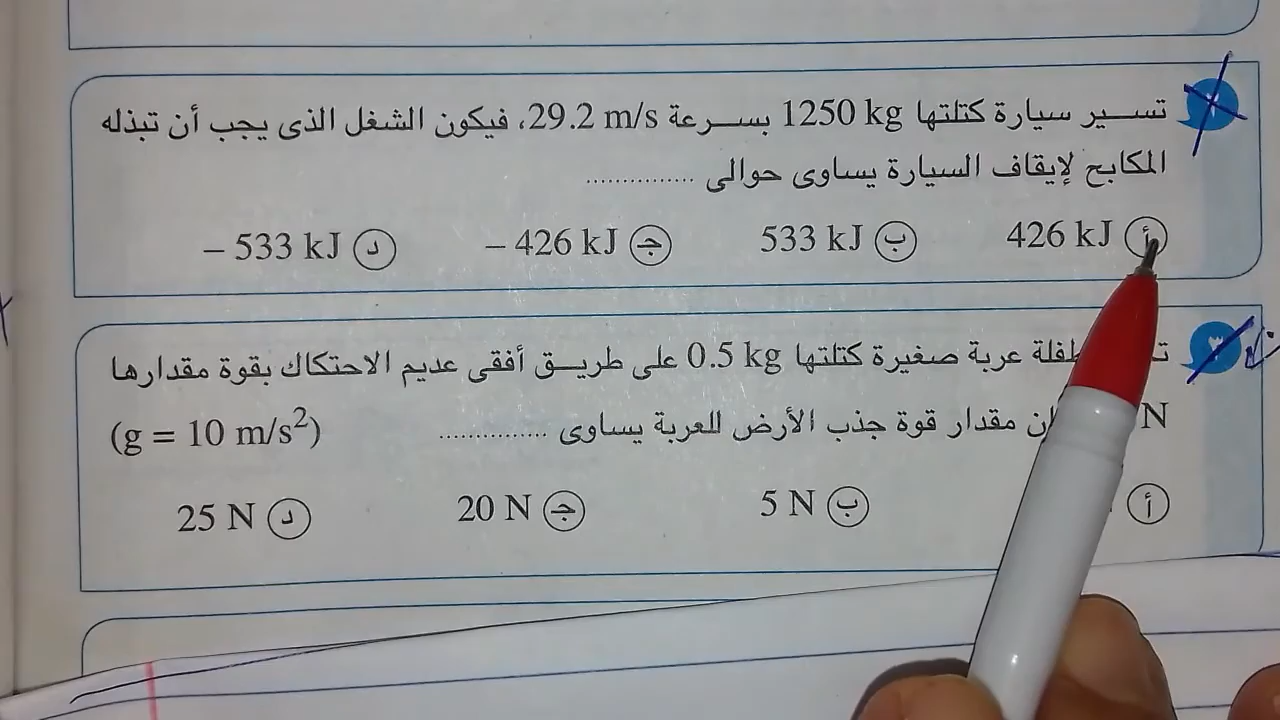 تسير سيارة كتلتها 1250 kg بسرعة 29.2 m/s، فيكون الشغل الذى يجب أن تبذله
المكابح لإيقاف السيارة يساوى حوالى ...............
أ 426 kJ ب 533 kJ ج – 426 kJ د – 533 kJ
طفلة عربة صغيرة كتلتها 0.5 kg على طريق أفقى عديم الاحتكاك بقوة مقدارها
N مقدار قوة جذب الأرض للعربة يساوى ............... (g = 10 m/s²)
أ ب 5 N ج 20 N د 25 N